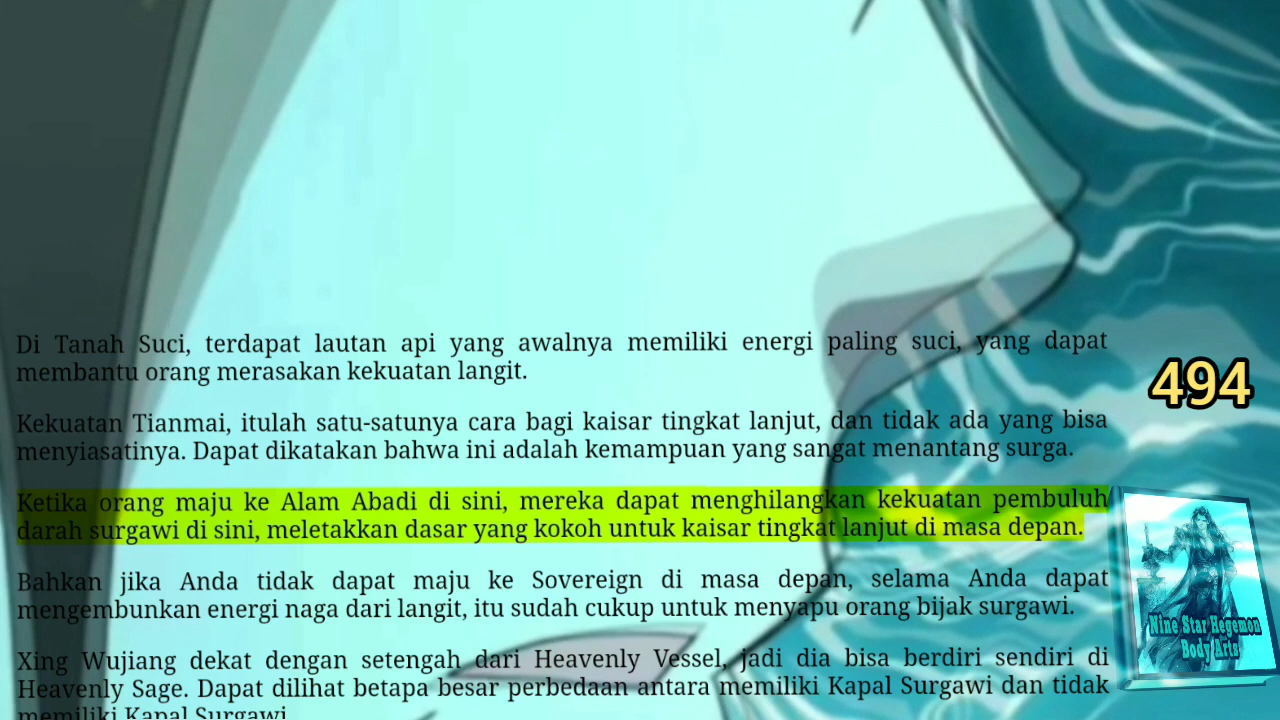 Di Tanah Suci, terdapat lautan api yang awalnya memiliki energi paling suci, yang dapat
membantu orang merasakan kekuatan langit.
Kekuatan Tianmai, itulah satu-satunya cara bagi kaisar tingkat lanjut, dan tidak ada yang bisa
menyiasatinya. Dapat dikatakan bahwa ini adalah kemampuan yang sangat menantang surga.
494
Ketika orang maju ke Alam Abadi di sini, mereka dapat menghilangkan kekuatan pembuluh
darah surgawi di sini, meletakkan dasar yang kokoh untuk kaisar tingkat lanjut di masa depan.
Bahkan jika Anda tidak dapat maju ke Sovereign di masa depan, selama Anda dapat
mengembunkan energi naga dari langit, itu sudah cukup untuk menyapu orang bijak surgawi.
Nine Star Hegemon
Body Arts
Xing Wujiang dekat dengan setengah dari Heavenly Vessel, jadi dia bisa berdiri sendiri di
Heavenly Sage. Dapat dilihat betapa besar perbedaan antara memiliki Kapal Surgawi dan tidak
memiliki Kapal Surgawi.